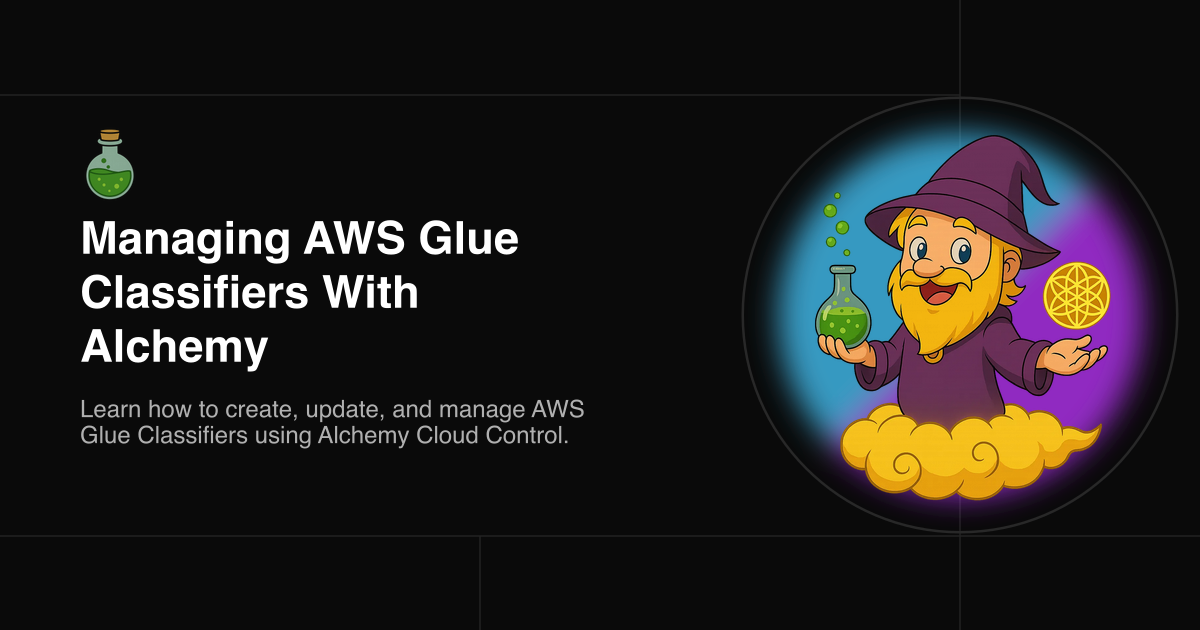 Managing AWS Glue
Classifiers With
Alchemy
Learn how to create, update, and manage AWS
Glue Classifiers using Alchemy Cloud Control.